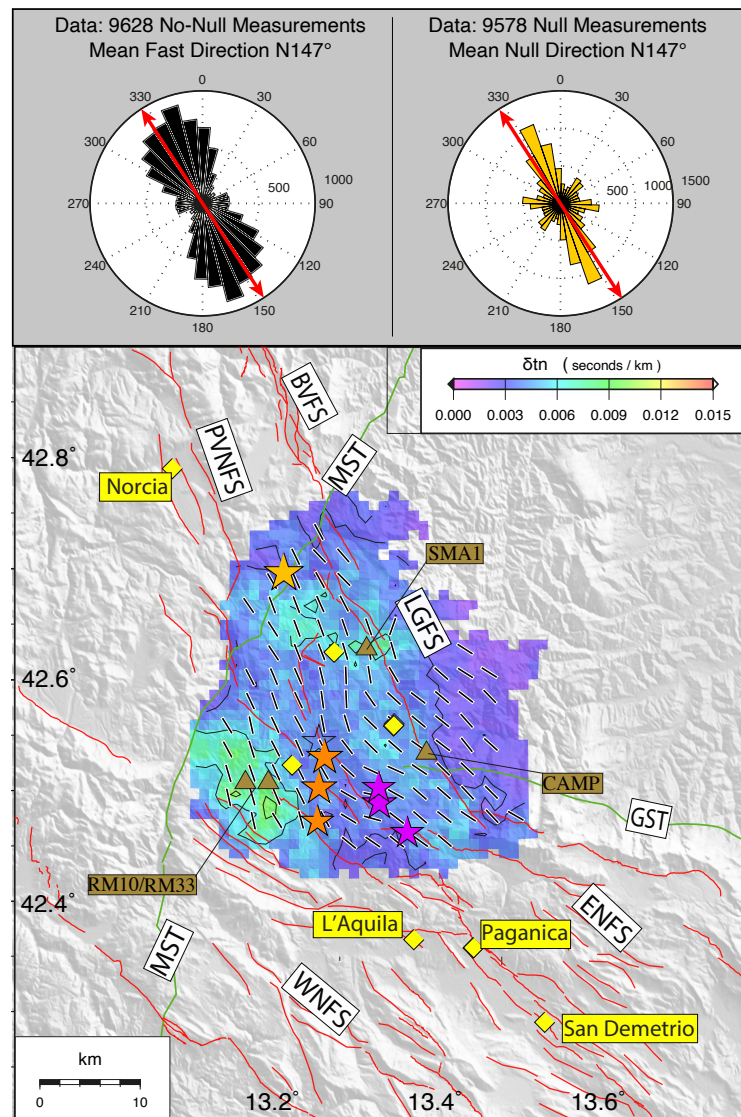 Data: 9628 No-Null Measurements
Mean Fast Direction N147°
0
30
60
90
120
150
180
210
240
270
300
330
500
1000
Data: 9578 Null Measurements
Mean Null Direction N147°
0
30
60
90
120
150
180
210
240
270
300
330
500
1000
1500
δtn ( seconds / km )
0.000 0.003 0.006 0.009 0.012 0.015
BVFS
PVNFS
MST
42.8°
Norcia
SMA1
LGFS
42.6°
CAMP
GST
RM10/RM33
42.4°
L'Aquila
Paganica
ENFS
MST
WNFS
San Demetrio
km
0 10
13.2° 13.4° 13.6°